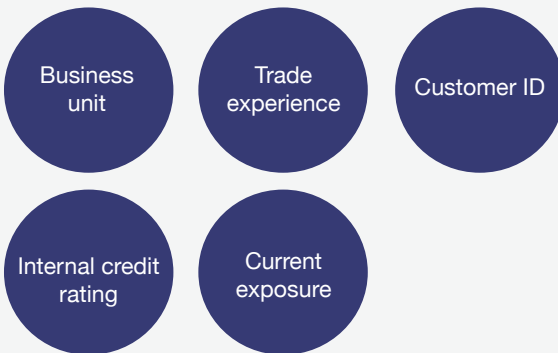 Business
unit
Trade
experience
Customer ID
Internal credit
rating
Current
exposure